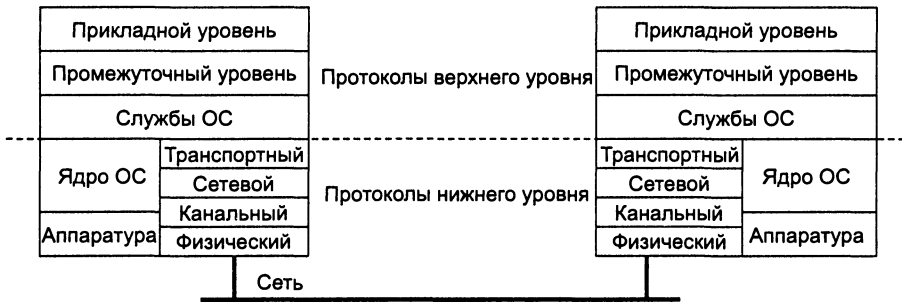 Прикладной уровень
Промежуточный уровень
Службы ОС
Ядро ОС
Аппаратура
Транспортный
Сетевой
Канальный
Физический
Протоколы верхнего уровня
Протоколы нижнего уровня
Сеть
Прикладной уровень
Промежуточный уровень
Службы ОС
Транспортный
Сетевой
Канальный
Физический
Ядро ОС
Аппаратура